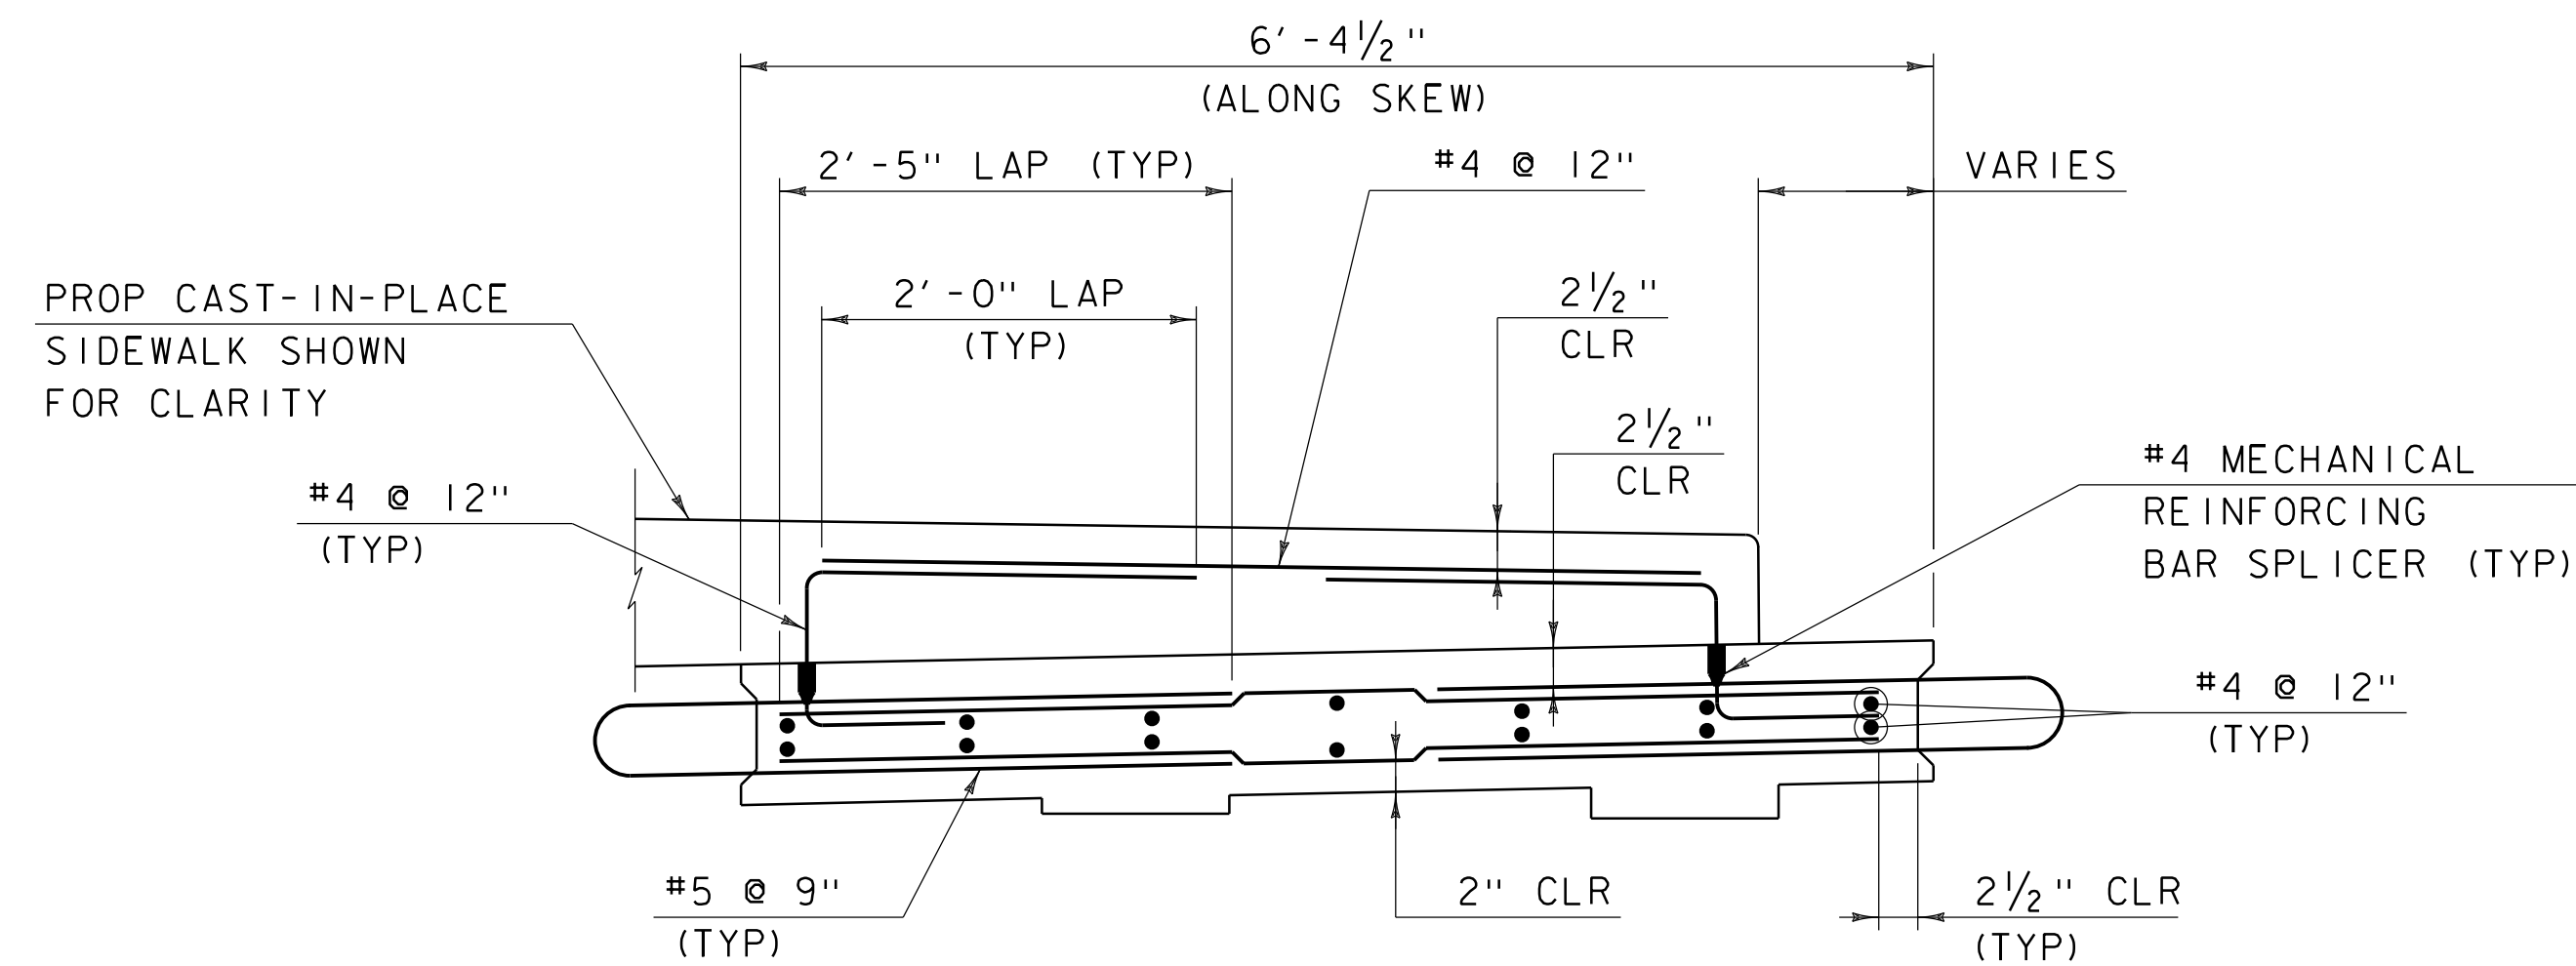 6'-4½"
(ALONG SKEW)
2'-5" LAP (TYP)
#4 @ 12"
VARIES
2'-0" LAP
(TYP)
2½"
CLR
PROP CAST-IN-PLACE
SIDEWALK SHOWN
FOR CLARITY
2½"
CLR
#4 MECHANICAL
REINFORCING
BAR SPLICER (TYP)
#4 @ 12"
(TYP)
#4 @ 12"
(TYP)
#5 @ 9"
(TYP)
2" CLR
2½" CLR
(TYP)